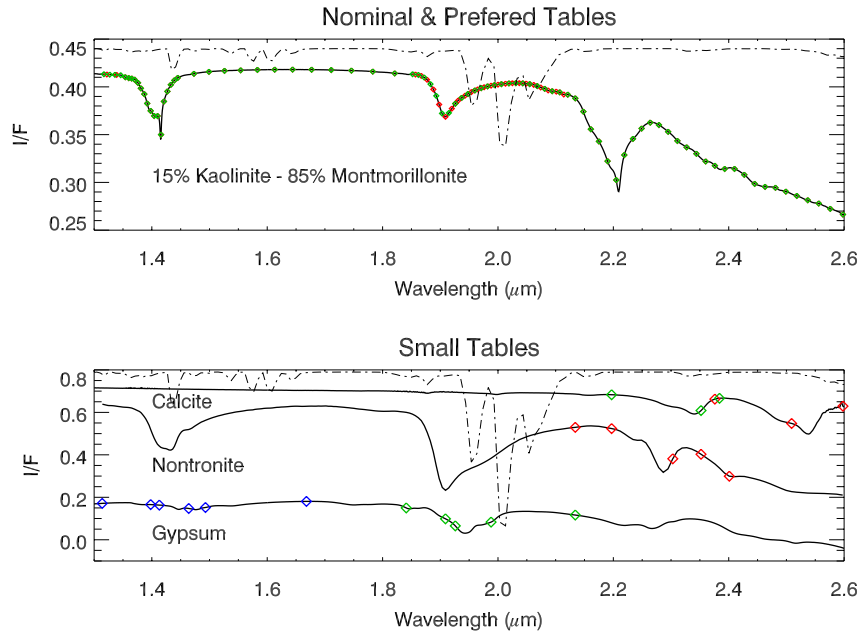 Nominal & Prefered Tables
0.45
0.40
0.35
0.30
0.25
I/F
15% Kaolinite - 85% Montmorillonite
1.4 1.6 1.8 2.0 2.2 2.4 2.6
Wavelength (μm)
Small Tables
0.8
0.6
0.4
0.2
0.0
I/F
Calcite
Nontronite
Gypsum
1.4 1.6 1.8 2.0 2.2 2.4 2.6
Wavelength (μm)